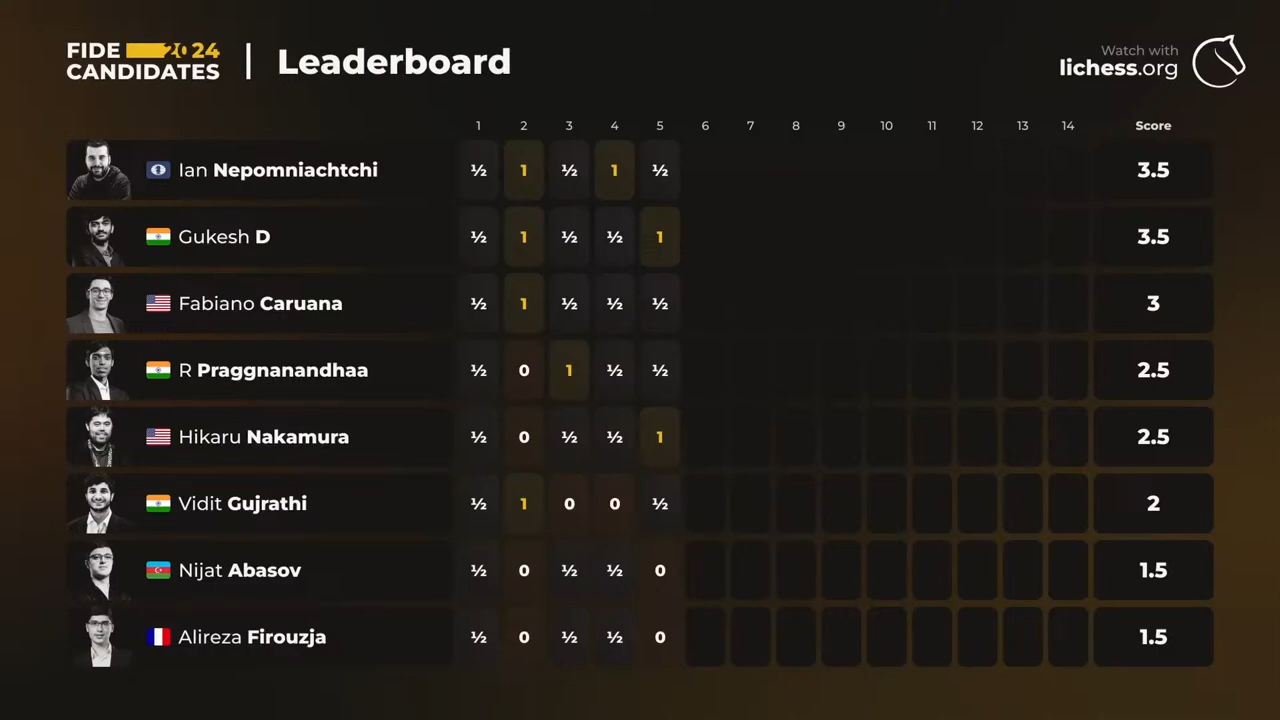 FIDE 2024
CANDIDATES
Leaderboard
Watch with
lichess.org
1 2 3 4 5 6 7 8 9 10 11 12 13 14 Score
Ian Nepomniachtchi ½ 1 ½ 1 ½ 3.5
Gukesh D ½ 1 ½ ½ 1 3.5
Fabiano Caruana ½ 1 ½ ½ ½ 3
R Praggnanandhaa ½ 0 1 ½ ½ 2.5
Hikaru Nakamura ½ 0 ½ ½ 1 2.5
Vidit Gujrathi ½ 1 0 0 ½ 2
Nijat Abasov ½ 0 ½ ½ 0 1.5
Alireza Firouzja ½ 0 ½ ½ 0 1.5